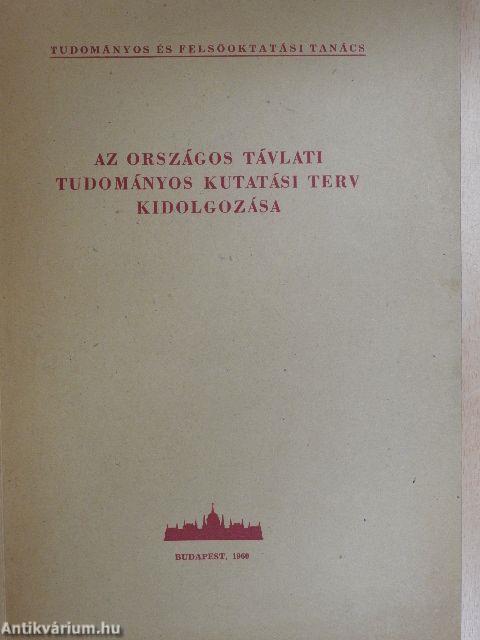 TUDOMÁNYOS ÉS FELSŐOKTATÁSI TANÁCS
AZ ORSZÁGOS TÁVLATI
TUDOMÁNYOS KUTATÁSI TERV
KIDOLGOZÁSA
BUDAPEST, 1960
Antikvárium.hu